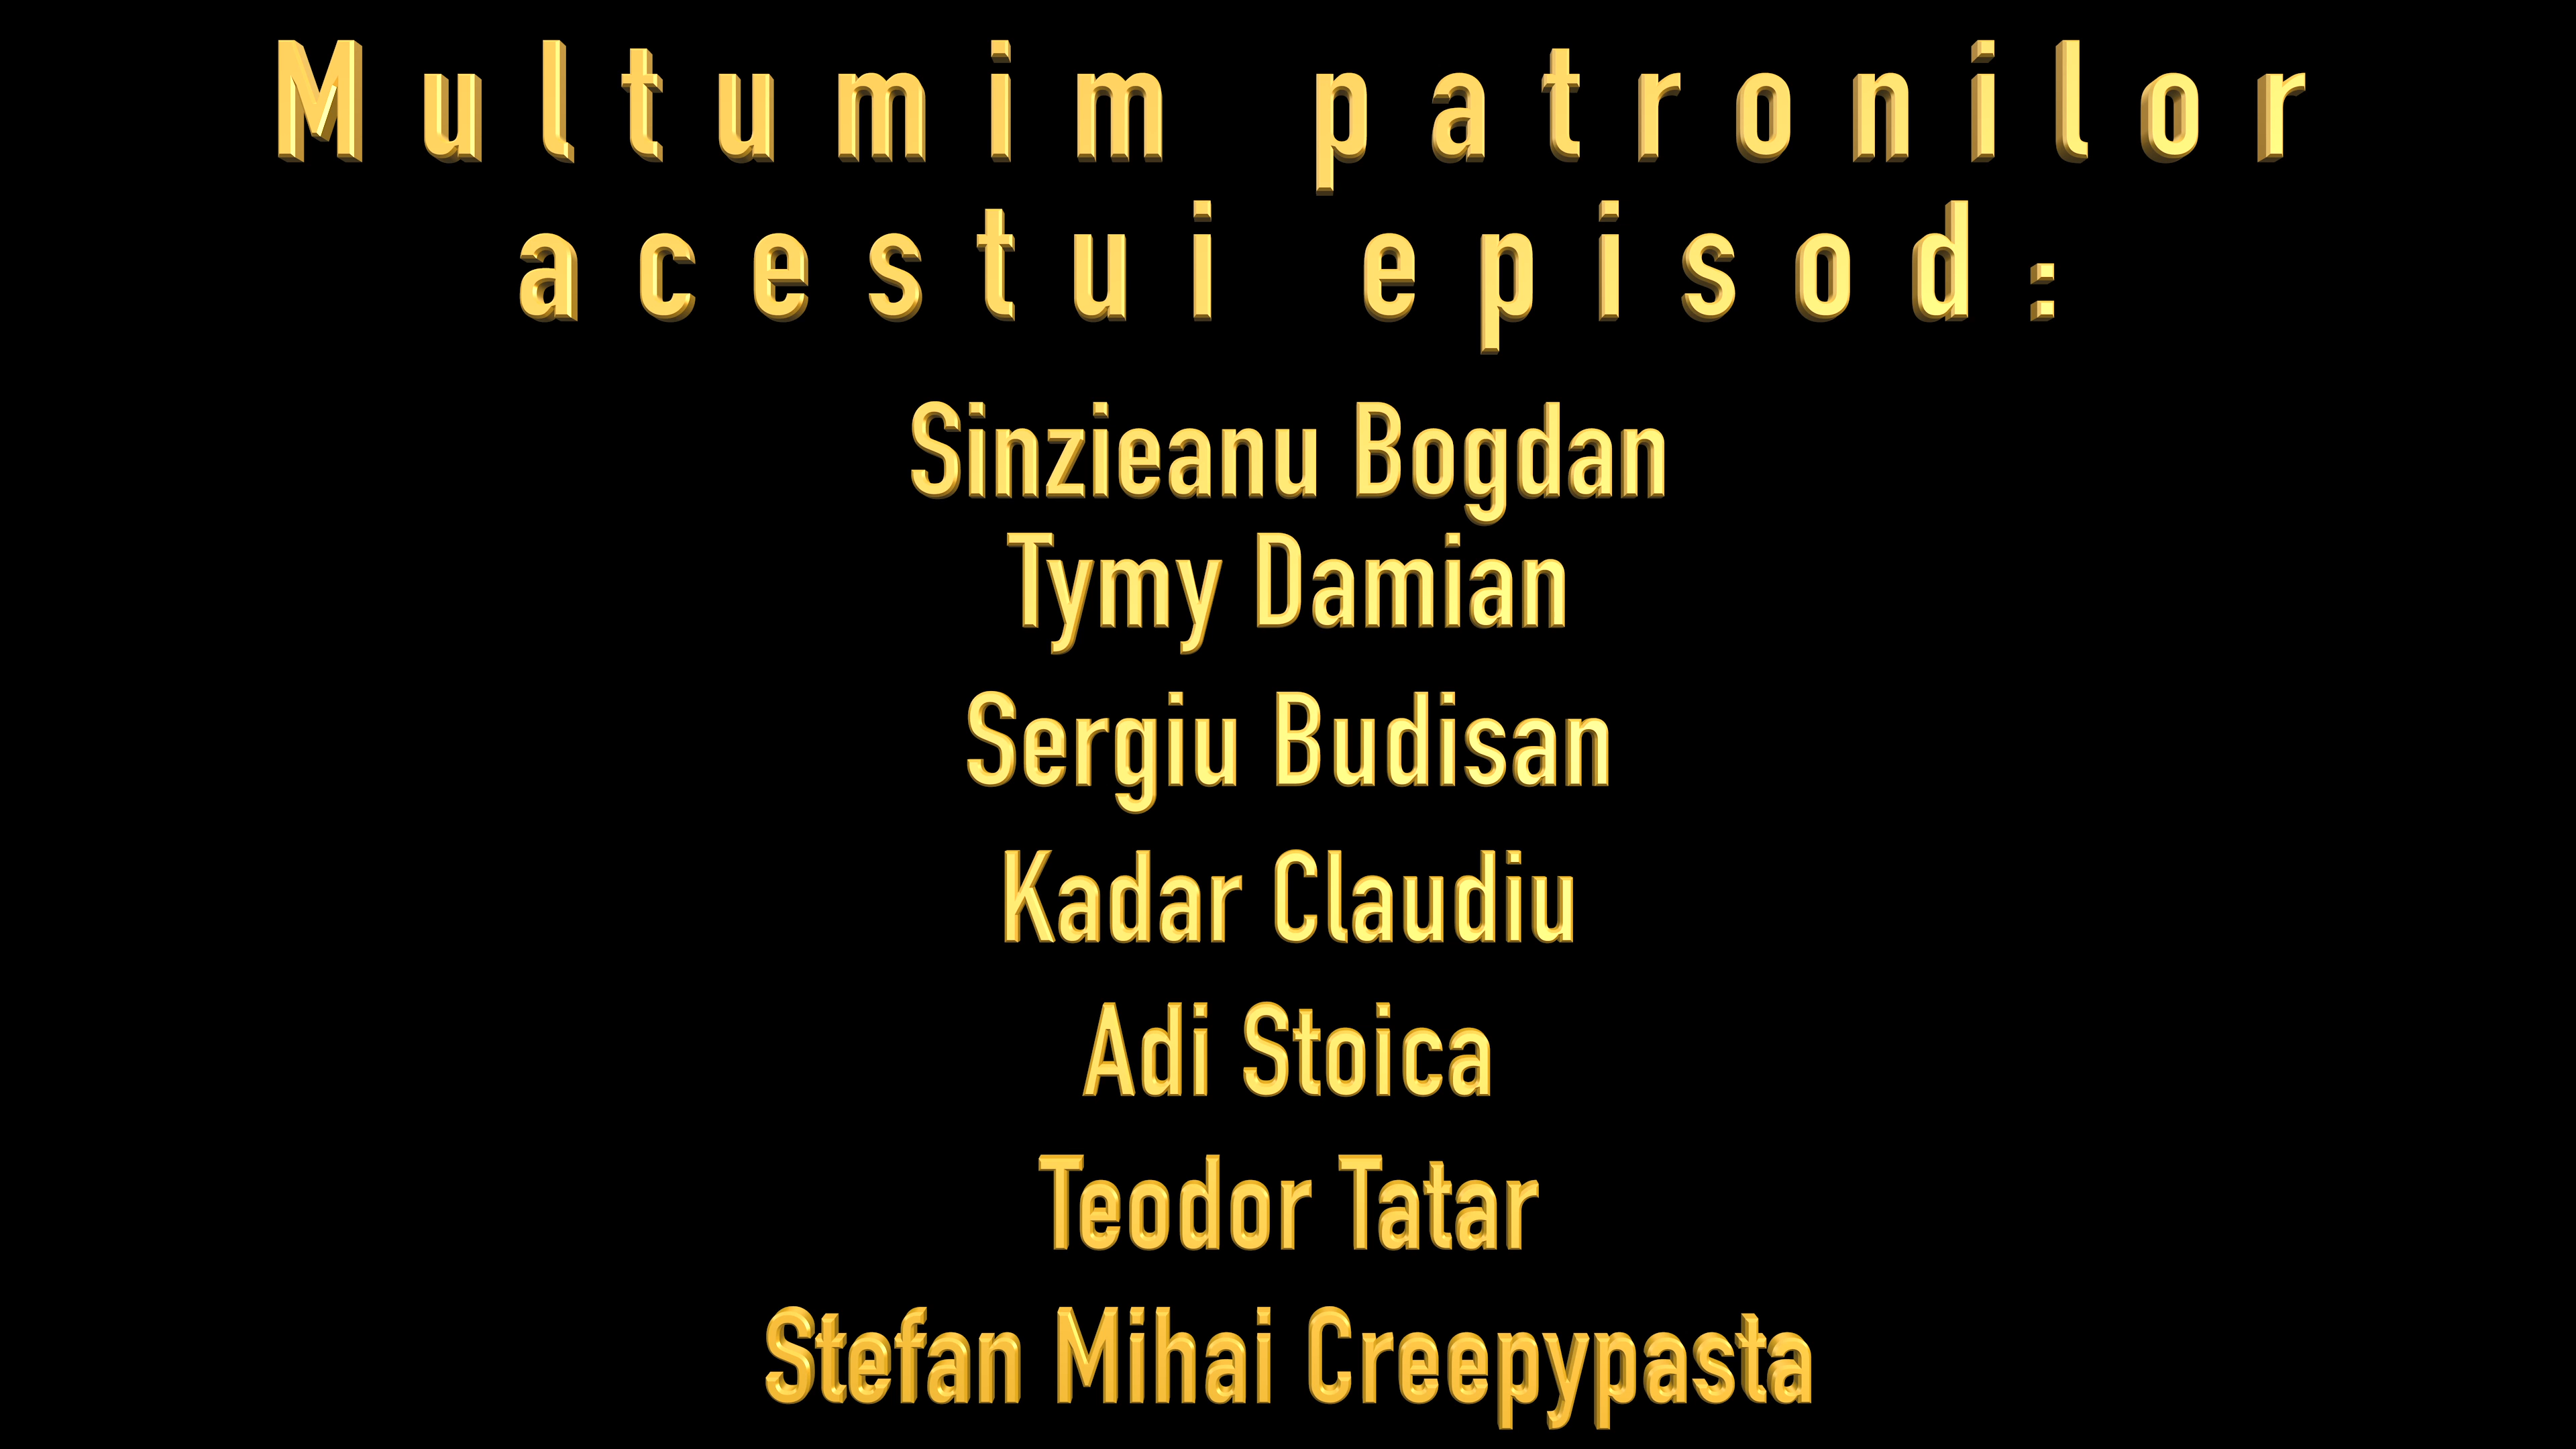 Multumim patronilor
acestui episod:
Sinzieanu Bogdan
Tymy Damian
Sergiu Budisan
Kadar Claudiu
Adi Stoica
Teodor Tatar
Stefan Mihai Creepypasta